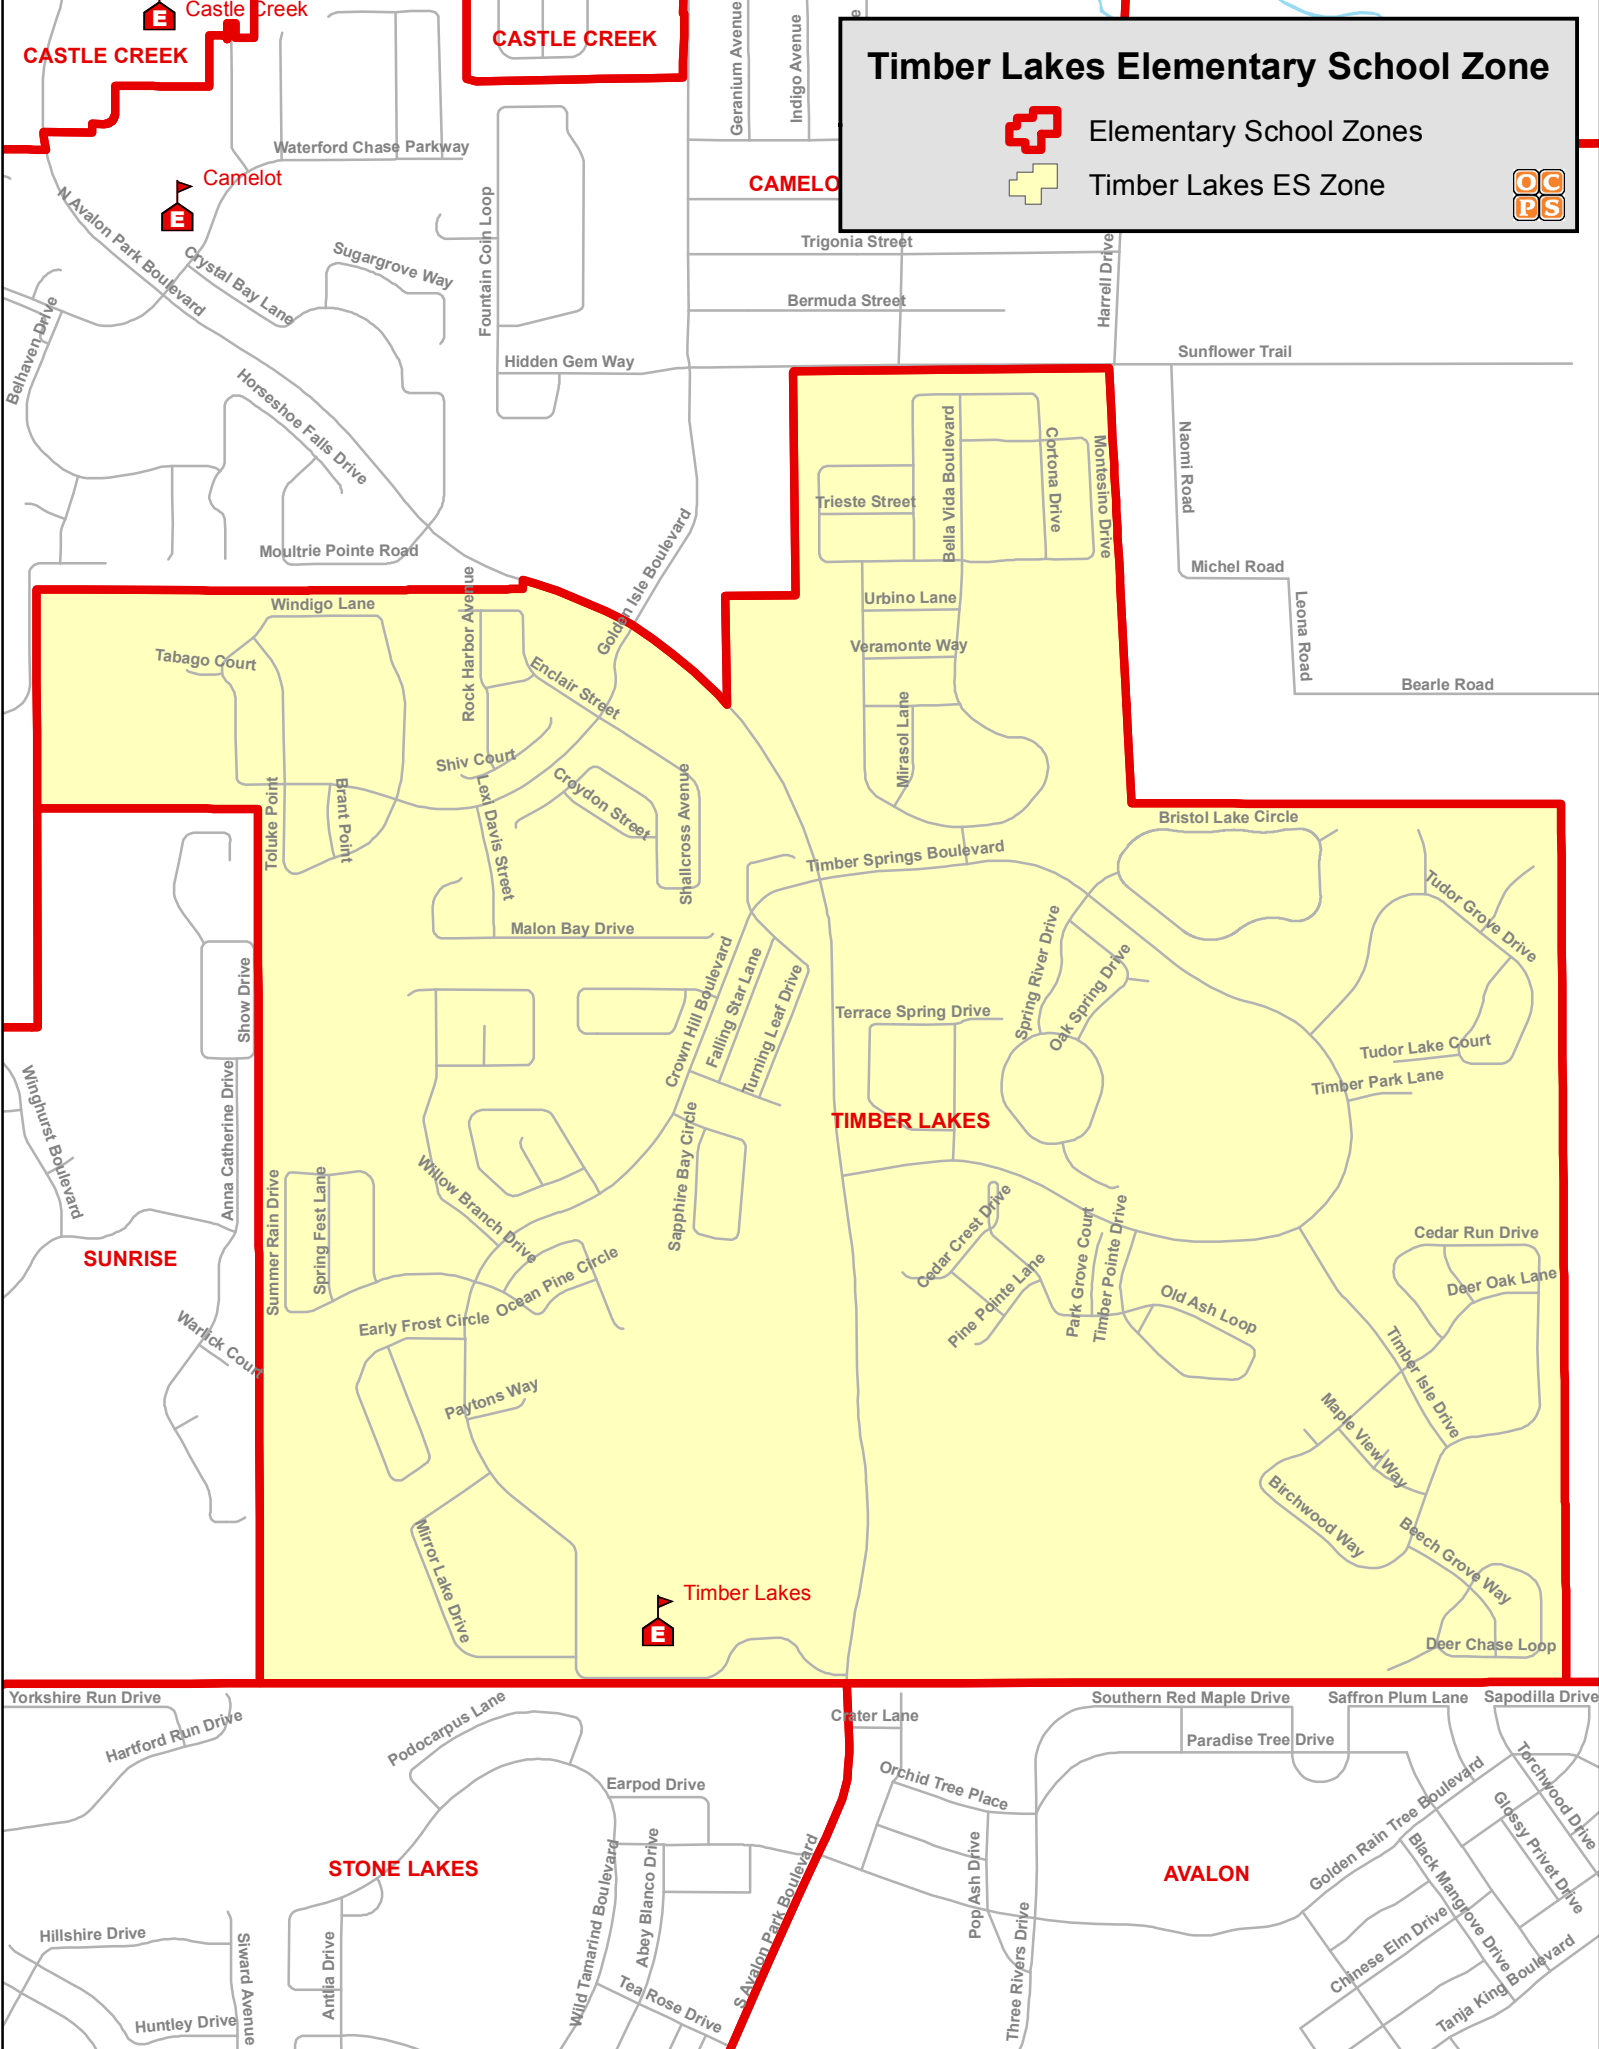 Castle Creek
CASTLE CREEK
CASTLE CREEK
Geranium Avenue
Indigo Avenue
Timber Lakes Elementary School Zone
Elementary School Zones
Timber Lakes ES Zone
OC
PS
Waterford Chase Parkway
Camelot
E
E
CAMELO
N Avalon Park Boulevard
Crystal Bay Lane
Sugargrove Way
Fountain Coin Loop
Trigonia Street
Bermuda Street
Harrell Drive
Belhaven Drive
Hidden Gem Way
Sunflower Trail
Horseshoe Falls Drive
Naomi Road
Bella Vida Boulevard
Cortona Drive
Montesino Drive
Trieste Street
Moultrie Pointe Road
Golden Isle Boulevard
Michel Road
Leona Road
Bearle Road
Windigo Lane
Urbino Lane
Tabago Court
Rock Harbor Avenue
Enclair Street
Veramonte Way
Mirasol Lane
Shiv Court
Toluke Point
Brant Point
Lexi Davis Street
Croydon Street
Shallcross Avenue
Bristol Lake Circle
Timber Springs Boulevard
Tudor Grove Drive
Malon Bay Drive
Show Drive
Crown Hill Boulevard
Falling Star Lane
Turning Leaf Drive
Spring River Drive
Oak Spring Drive
Terrace Spring Drive
Tudor Lake Court
Timber Park Lane
Winghurst Boulevard
Anna Catherine Drive
TIMBER LAKES
Sapphire Bay Circle
Willow Branch Drive
Summer Rain Drive
Spring Fest Lane
SUNRISE
Cedar Crest Drive
Park Grove Court
Timber Pointe Drive
Cedar Run Drive
Deer Oak Lane
Ocean Pine Circle
Early Frost Circle
Pine Pointe Lane
Old Ash Loop
Warlick Court
Timber Isle Drive
Paytons Way
Maple View Way
Birchwood Way
Mirror Lake Drive
Beech Grove Way
Timber Lakes
E
Deer Chase Loop
Yorkshire Run Drive
Hartford Run Drive
Podocarpus Lane
Crater Lane
Southern Red Maple Drive
Saffron Plum Lane
Sapodilla Drive
Paradise Tree Drive
Orchid Tree Place
Earpod Drive
Torchwood Drive
Glossy Privet Drive
Golden Rain Tree Boulevard
Black Mangrove Drive
STONE LAKES
AVALON
Wild Tamarind Boulevard
Abey Blanco Drive
S Avalon Park Boulevard
Pop Ash Drive
Three Rivers Drive
Chinese Elm Drive
Tanja King Boulevard
Hillshire Drive
Siward Avenue
Antlia Drive
Tea Rose Drive
Huntley Drive